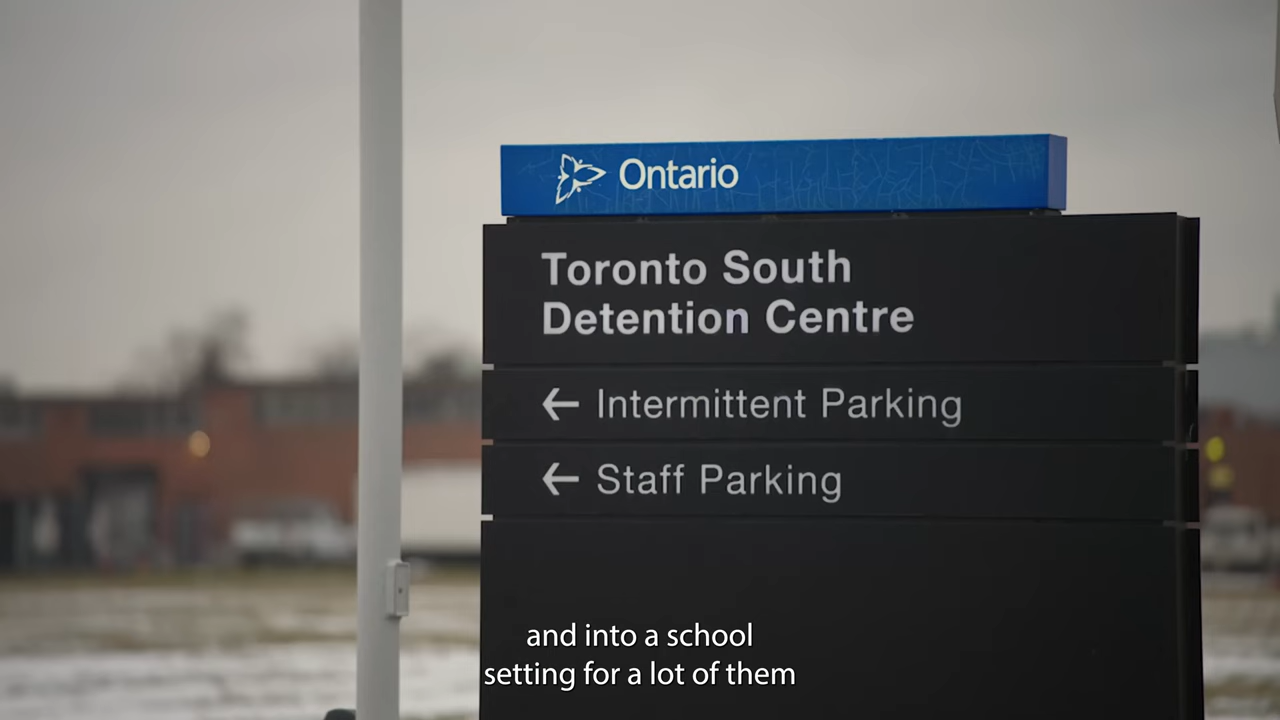 Ontario
Toronto South
Detention Centre
← Intermittent Parking
← Staff Parking
and into a school
setting for a lot of them